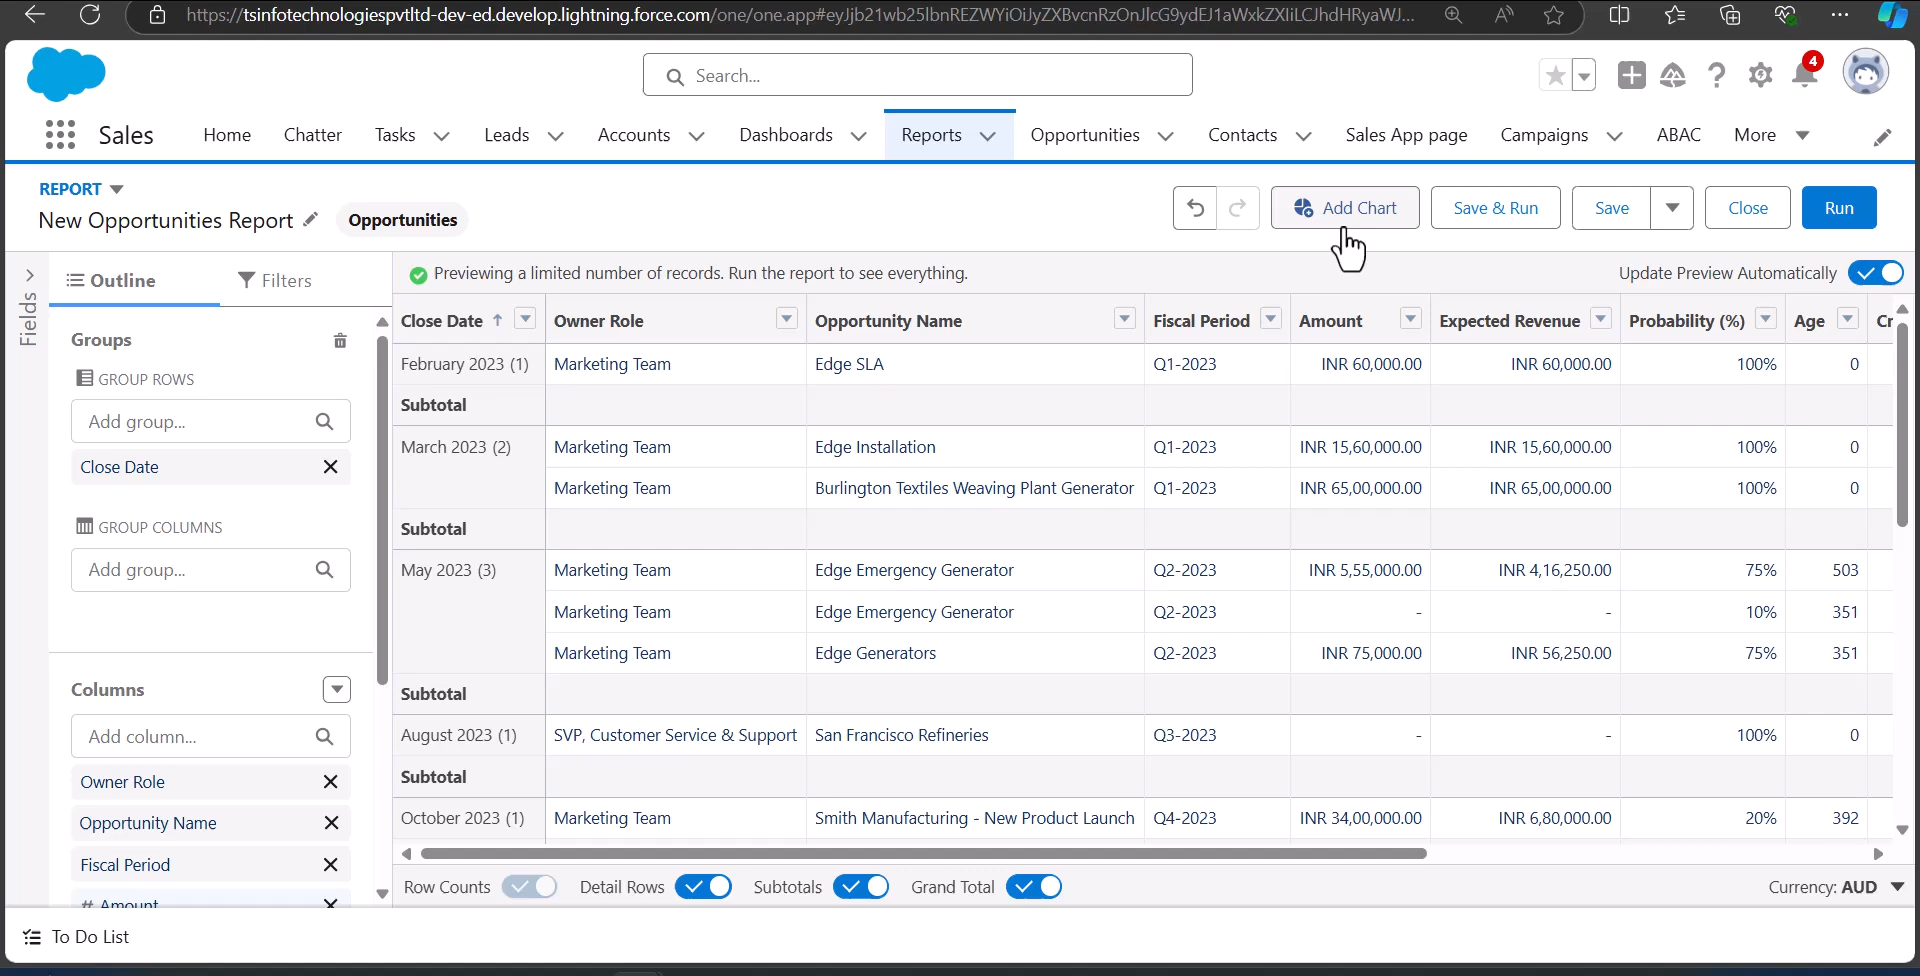 https://tsinfotechnologiespvtltd-dev-ed.develop.lightning.force.com/one/one.app#eyJjb21wb25lbnREZWYiOiJyZXBvcnRzOnJlcG9ydEJ1aWxkZXIiLCJhdHRyaWJ...
Search...
4
Sales Home Chatter Tasks Leads Accounts Dashboards Reports Opportunities Contacts Sales App page Campaigns ABAC More
REPORT
New Opportunities Report Opportunities
Add Chart Save & Run Save Close Run
Fields
Outline Filters
Previewing a limited number of records. Run the report to see everything. Update Preview Automatically
Groups
GROUP ROWS
Add group...
Close Date
GROUP COLUMNS
Add group...
Columns
Add column...
Owner Role
Opportunity Name
Fiscal Period
# Amount
Close Date Owner Role Opportunity Name Fiscal Period Amount Expected Revenue Probability (%) Age Cr
February 2023 (1) Marketing Team Edge SLA Q1-2023 INR 60,000.00 INR 60,000.00 100% 0
Subtotal
March 2023 (2) Marketing Team Edge Installation Q1-2023 INR 15,60,000.00 INR 15,60,000.00 100% 0
Marketing Team Burlington Textiles Weaving Plant Generator Q1-2023 INR 65,00,000.00 INR 65,00,000.00 100% 0
Subtotal
May 2023 (3) Marketing Team Edge Emergency Generator Q2-2023 INR 5,55,000.00 INR 4,16,250.00 75% 503
Marketing Team Edge Emergency Generator Q2-2023 - - 10% 351
Marketing Team Edge Generators Q2-2023 INR 75,000.00 INR 56,250.00 75% 351
Subtotal
August 2023 (1) SVP, Customer Service & Support San Francisco Refineries Q3-2023 - - 100% 0
Subtotal
October 2023 (1) Marketing Team Smith Manufacturing - New Product Launch Q4-2023 INR 34,00,000.00 INR 6,80,000.00 20% 392
Row Counts Detail Rows Subtotals Grand Total Currency: AUD
To Do List